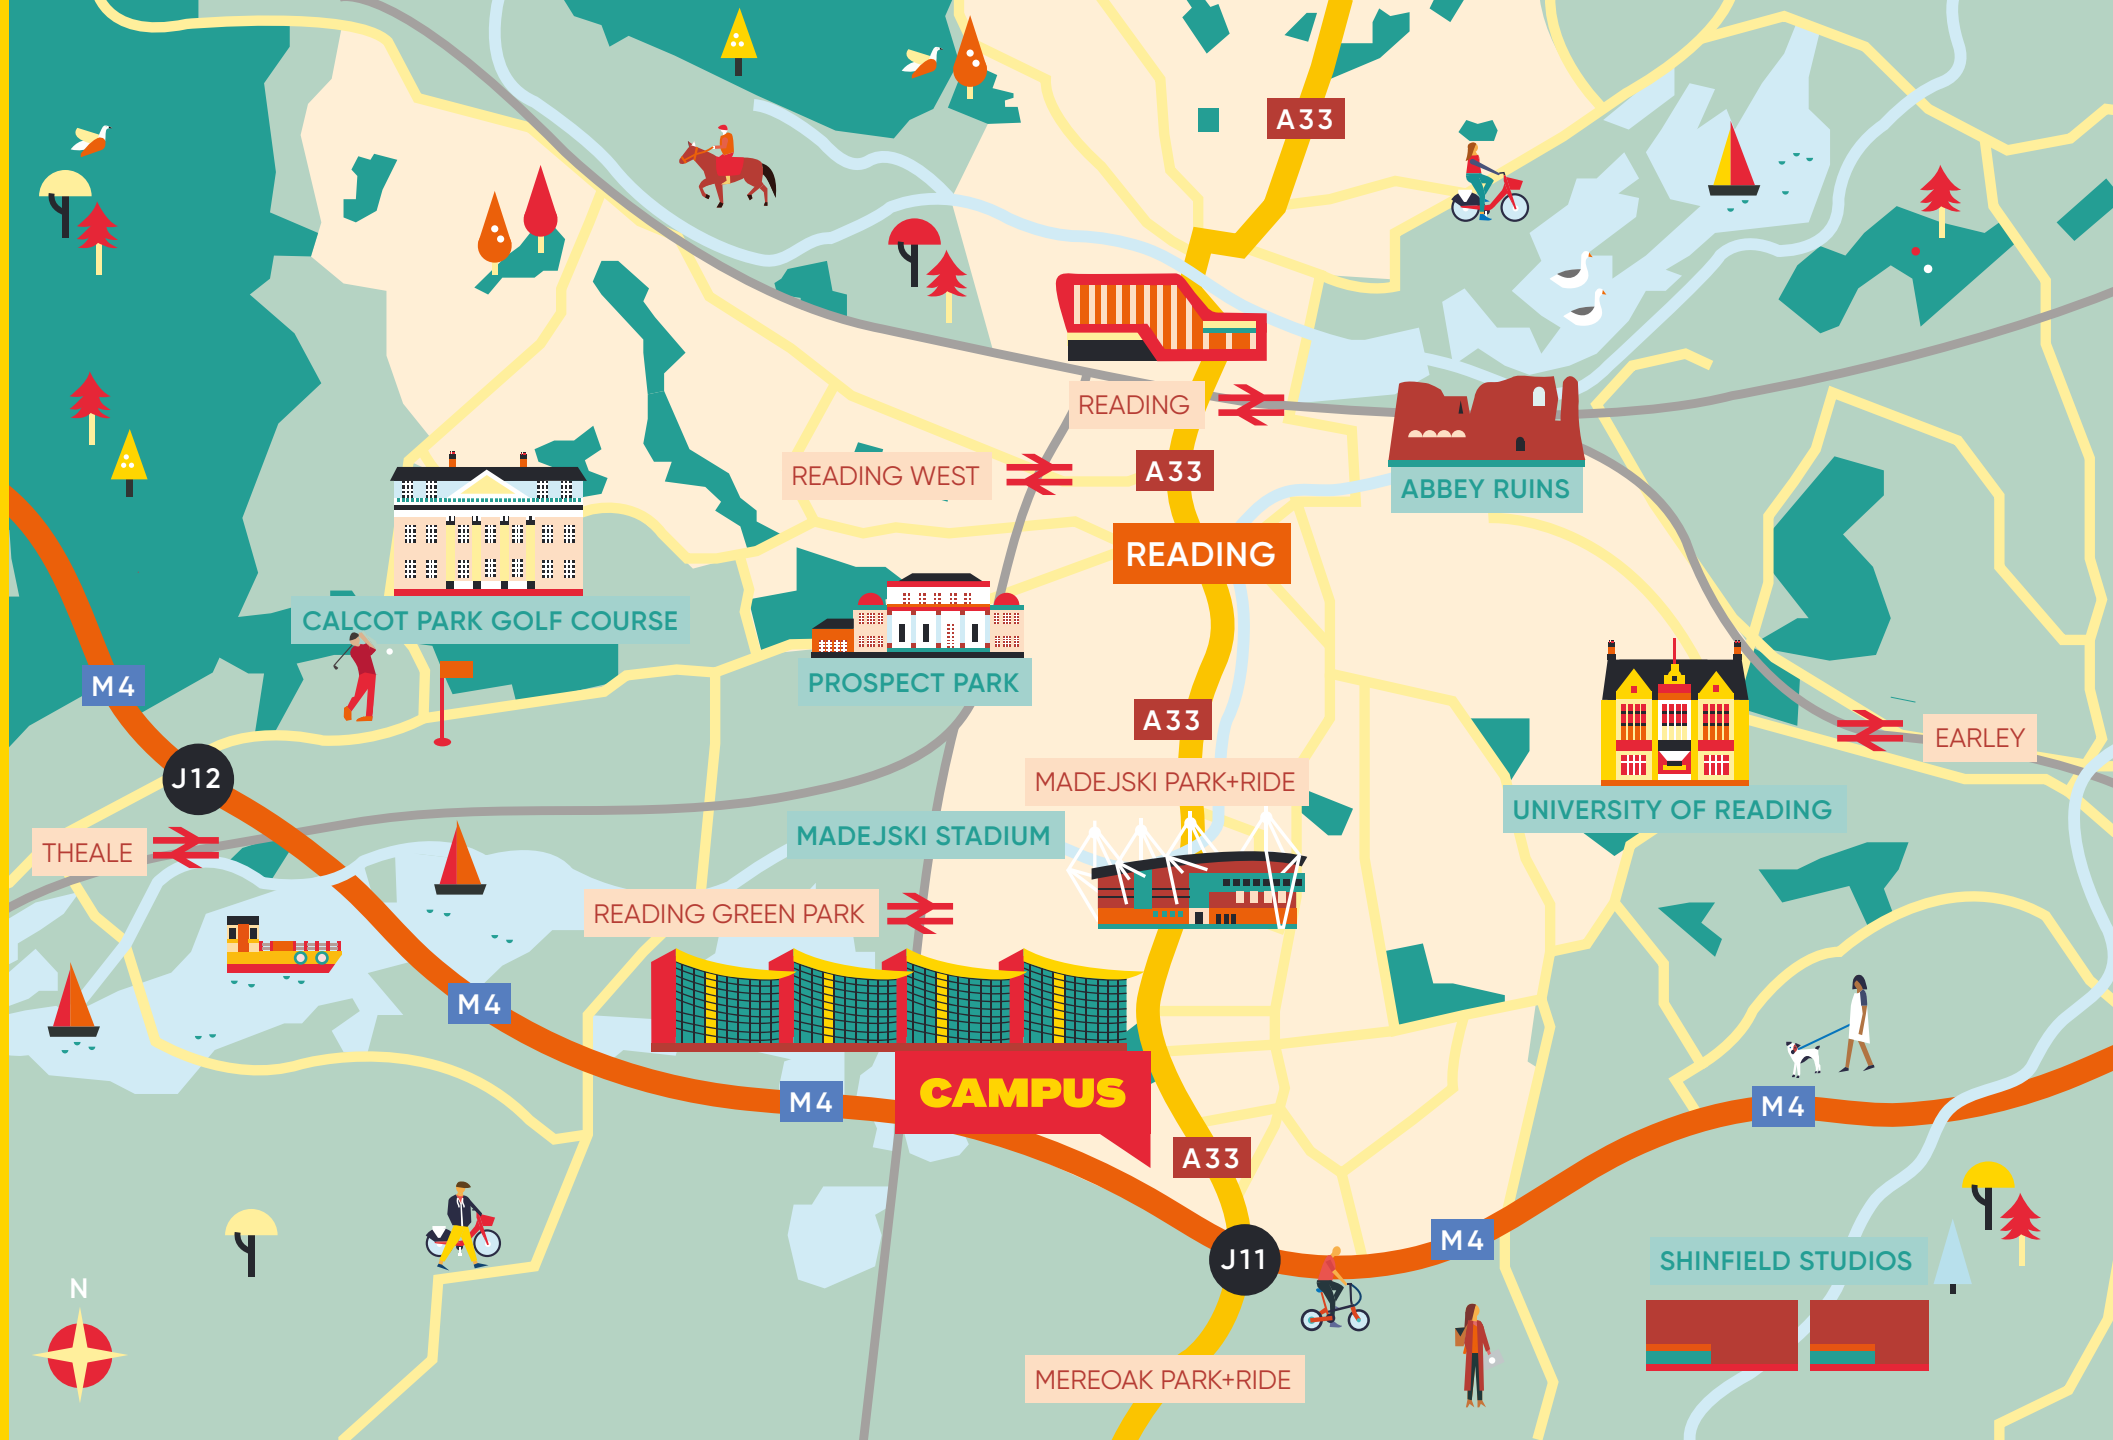 A33
READING
READING WEST
A33
ABBEY RUINS
READING
CALCOT PARK GOLF COURSE
PROSPECT PARK
M4
A33
EARLEY
J12
MADEJSKI PARK+RIDE
UNIVERSITY OF READING
MADEJSKI STADIUM
THEALE
READING GREEN PARK
M4
CAMPUS
M4
M4
A33
M4
J11
SHINFIELD STUDIOS
N
MEREOAK PARK+RIDE